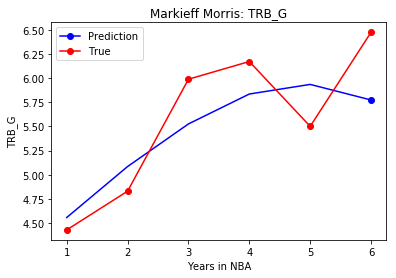 Markieff Morris: TRB_G
Prediction
True
TRB_G
6.50
6.25
6.00
5.75
5.50
5.25
5.00
4.75
4.50
1 2 3 4 5 6
Years in NBA